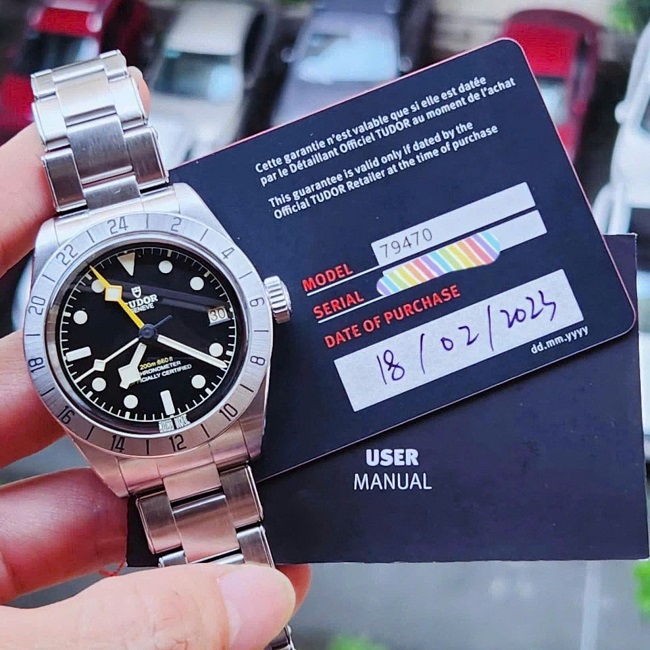 Cette garantie n'est valable que si elle est datée
par le Détaillant Officiel TUDOR au moment de l'achat
This guarantee is valid only if dated by the
Official TUDOR Retailer at the time of purchase
MODEL 79470
SERIAL
DATE OF PURCHASE
18/02/2023
dd.mm.yyyy
USER
MANUAL
24
2
4
6
8
10
12
14
16
18
20
22
TUDOR
GENEVE
30
200m 660ft
CHRONOMETER
OFFICIALLY CERTIFIED